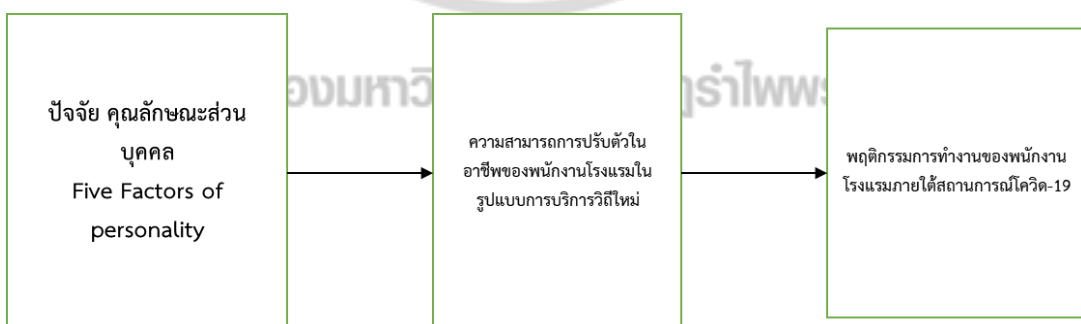 ปัจจัย คุณลักษณะส่วน
บุคคล
Five Factors of
personality
ความสามารถการปรับตัวใน
อาชีพของพนักงานโรงแรมใน
รูปแบบการบริการวิถีใหม่
พฤติกรรมการทำงานของพนักงาน
โรงแรมภายใต้สถานการณ์โควิด-19